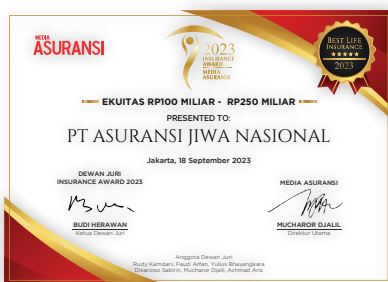 MEDIA
ASURANSI
2023
INSURANCE
AWARD
MEDIA
ASURANSI
BEST LIFE
INSURANCE
2023
EKUITAS RP100 MILIAR - RP250 MILIAR
PRESENTED TO:
PT ASURANSI JIWA NASIONAL
Jakarta, 18 September 2023
DEWAN JURI
INSURANCE AWARD 2023
BUDI HERAWAN
Ketua Dewan Juri
MEDIA ASURANSI
MUCHAROR DJALIL
Direktur Utama
Anggota Dewan Juri:
Rudy Kamdani, Fauzi Arfan, Yulius Bhayangkara
Dikaroso Sabirin, Mucharor Djalil, Achmad Aris